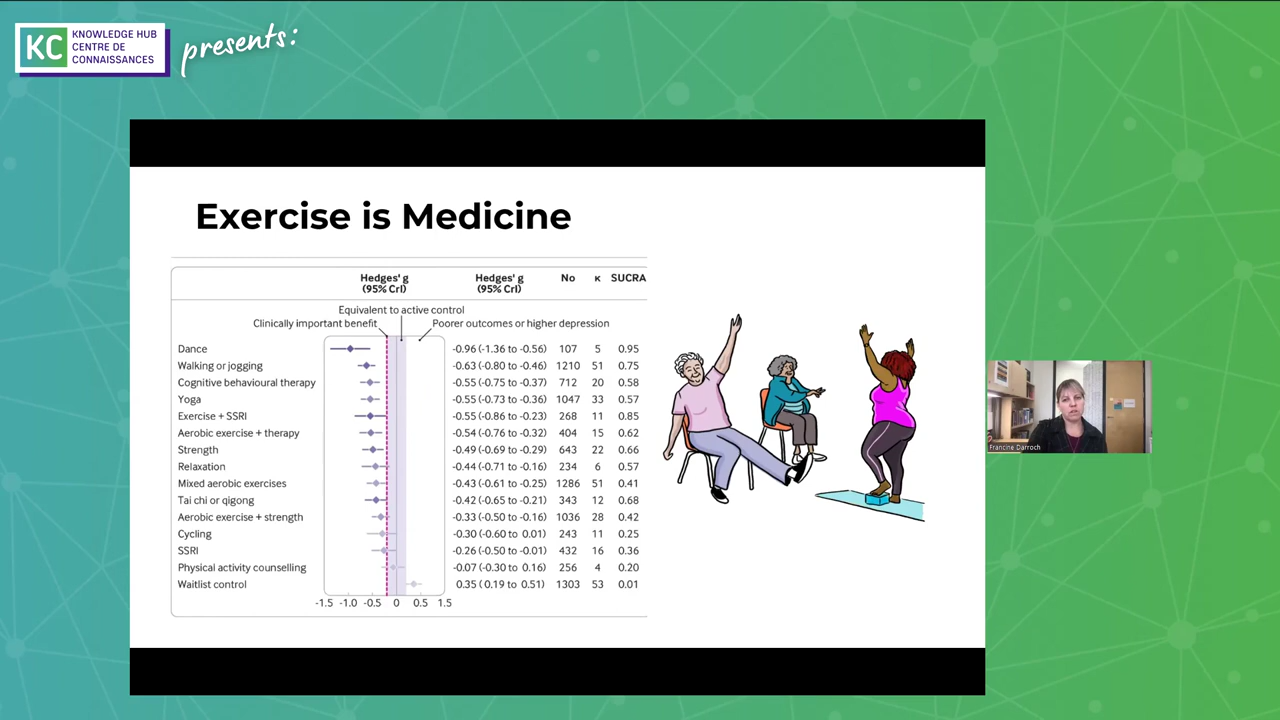 KC
KNOWLEDGE HUB
CENTRE DE
CONNAISSANCES
presents:
Exercise is Medicine
Hedges' g (95% CrI) Hedges' g (95% CrI) No κ SUCRA
Equivalent to active control
Clinically important benefit Poorer outcomes or higher depression
Dance -0.96 (-1.36 to -0.56) 107 5 0.95
Walking or jogging -0.63 (-0.80 to -0.46) 1210 51 0.75
Cognitive behavioural therapy -0.55 (-0.75 to -0.37) 712 20 0.58
Yoga -0.55 (-0.73 to -0.36) 1047 33 0.57
Exercise + SSRI -0.55 (-0.86 to -0.23) 268 11 0.85
Aerobic exercise + therapy -0.54 (-0.76 to -0.32) 404 15 0.62
Strength -0.49 (-0.69 to -0.29) 643 22 0.66
Relaxation -0.44 (-0.71 to -0.16) 234 6 0.57
Mixed aerobic exercises -0.43 (-0.61 to -0.25) 1286 51 0.41
Tai chi or qigong -0.42 (-0.65 to -0.21) 343 12 0.68
Aerobic exercise + strength -0.33 (-0.50 to -0.16) 1036 28 0.42
Cycling -0.30 (-0.60 to 0.01) 243 11 0.25
SSRI -0.26 (-0.50 to -0.01) 432 16 0.36
Physical activity counselling -0.07 (-0.30 to 0.16) 256 4 0.20
Waitlist control 0.35 (0.19 to 0.51) 1303 53 0.01
-1.5 -1.0 -0.5 0 0.5 1.5
Francine Darroch